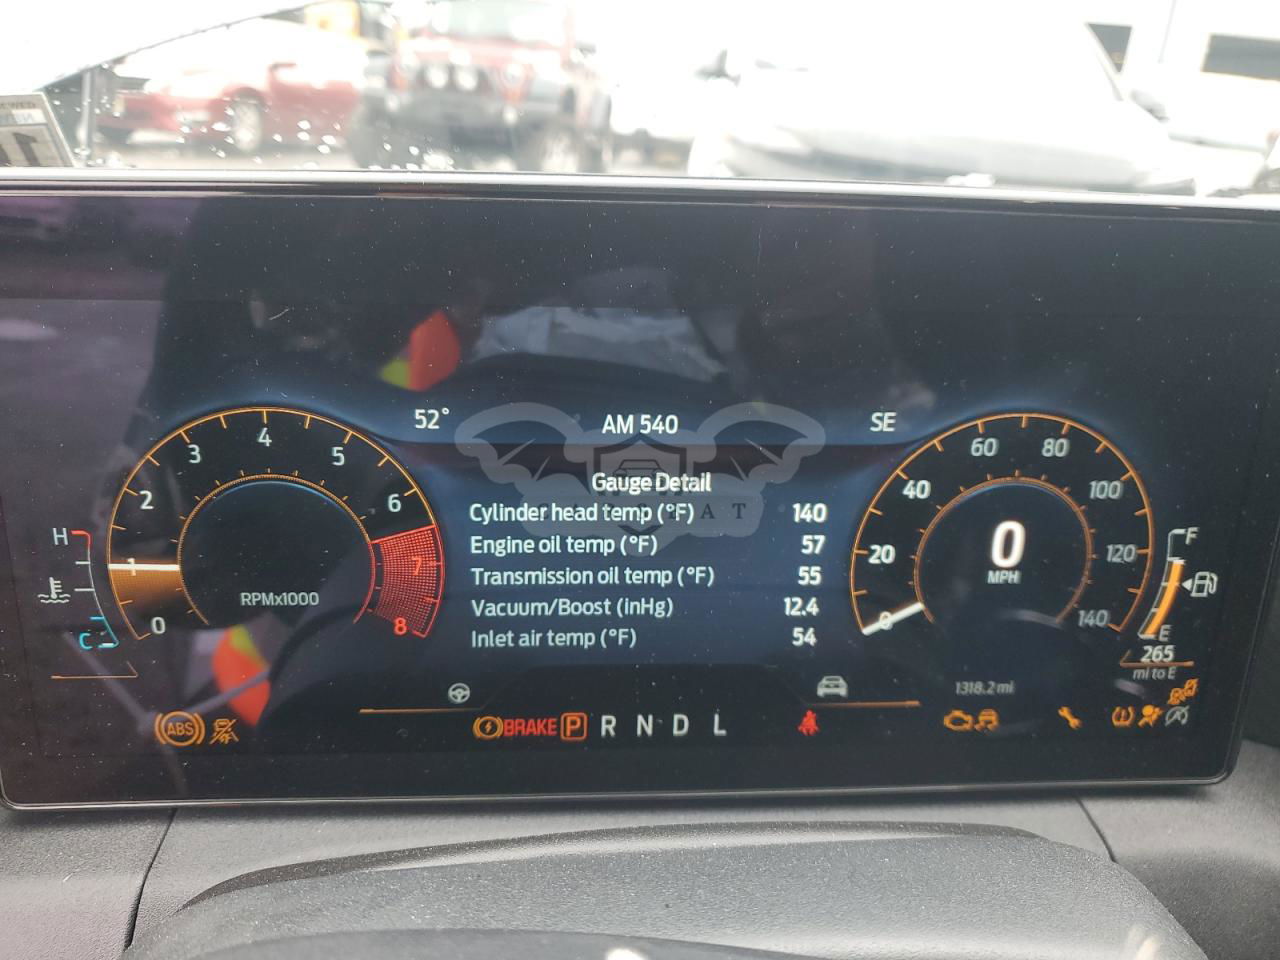 52° AM 540 SE
Gauge Detail
Cylinder head temp (°F) 140
Engine oil temp (°F) 57
Transmission oil temp (°F) 55
Vacuum/Boost (inHg) 12.4
Inlet air temp (°F) 54
0 1 2 3 4 5 6 7 8
RPMx1000
H
C
0 20 40 60 80 100 120 140
0
MPH
F
E
265
mi to E
1318.2 mi
ABS
BRAKE P R N D L